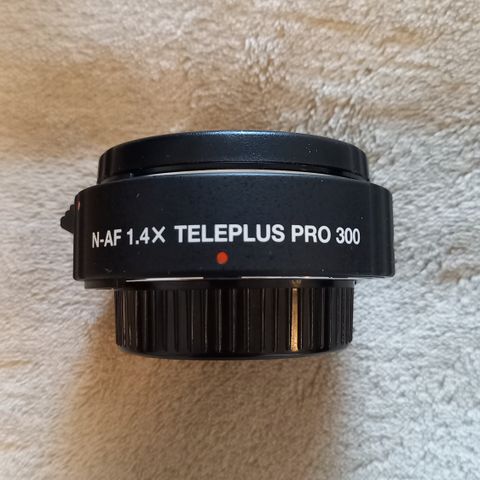 N-AF 1.4X TELEPLUS PRO 300